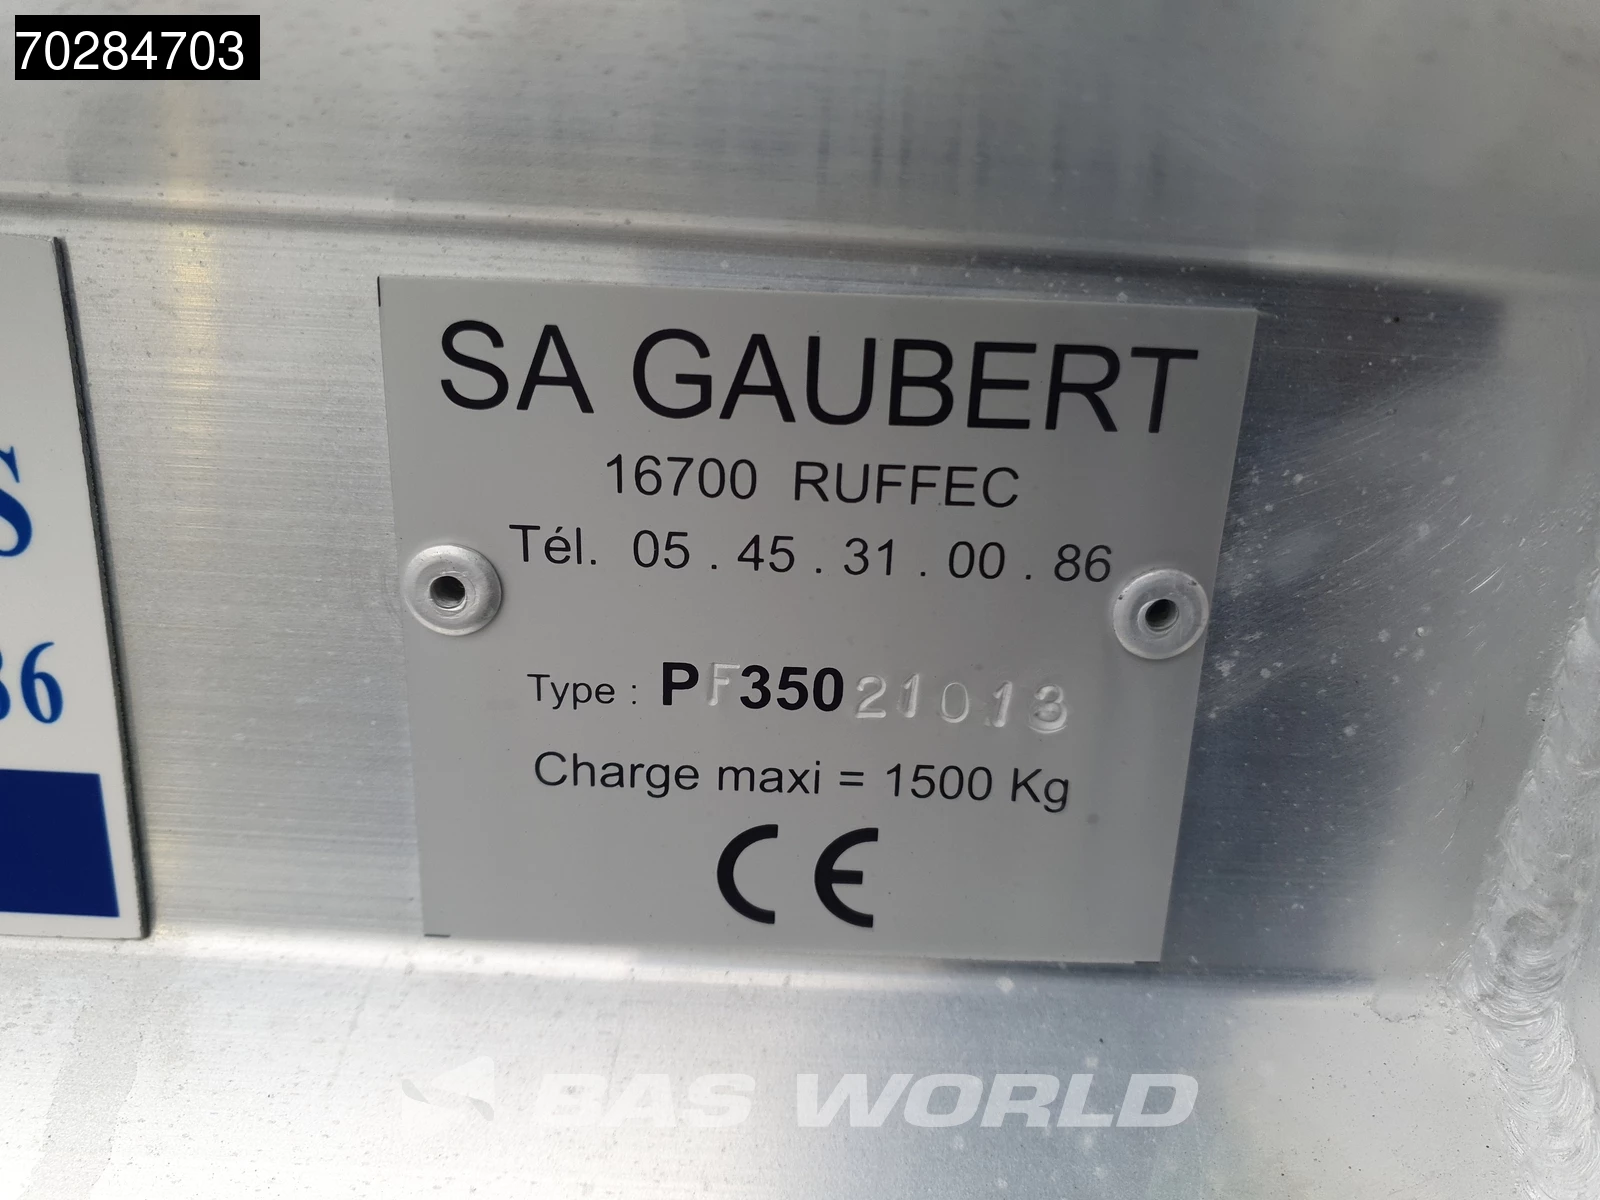 70284703
SA GAUBERT
16700 RUFFEC
Tél. 05 . 45 . 31 . 00 . 86
Type : PF350 21013
Charge maxi = 1500 Kg
CE
S
86
BAS WORLD